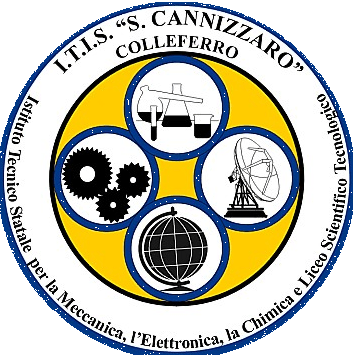 I.T.I.S. “S. CANNIZZARO”
COLLEFERRO
Istituto Tecnico Statale per la Meccanica, l'Elettronica, la Chimica e Liceo Scientifico Tecnologico